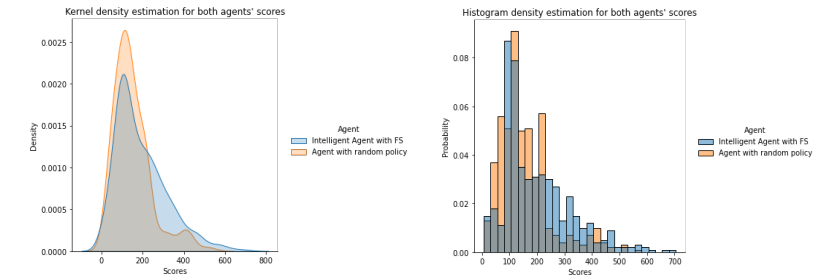 Kernel density estimation for both agents' scores
0.0025
0.0020
0.0015
0.0010
0.0005
0.0000
Density
0
200
400
600
800
Scores
Agent
Intelligent Agent with FS
Agent with random policy
Histogram density estimation for both agents' scores
0.08
0.06
0.04
0.02
0.00
Probability
0
100
200
300
400
500
600
700
Scores
Agent
Intelligent Agent with FS
Agent with random policy